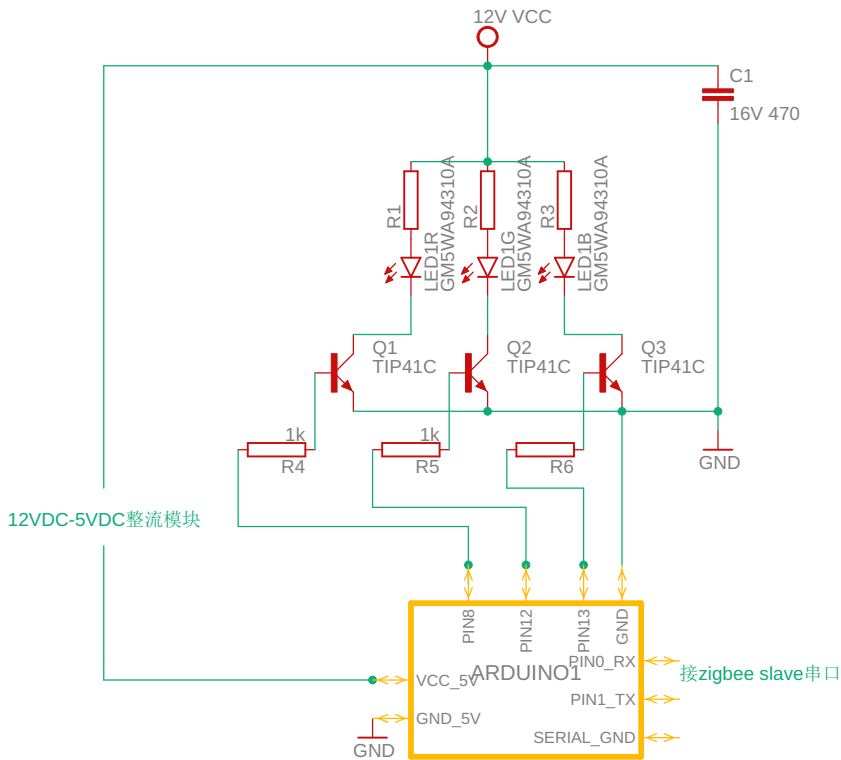 12V VCC
C1
16V 470
R1
LED1R
GM5WA94310A
R2
LED1G
GM5WA94310A
R3
LED1B
GM5WA94310A
Q1
TIP41C
Q2
TIP41C
Q3
TIP41C
1k
R4
1k
R5
R6
GND
12VDC-5VDC整流模块
PIN8
PIN12
PIN13
GND
PIN0_RX
ARDUINO1
VCC_5V
接zigbee slave串口
PIN1_TX
GND_5V
SERIAL_GND
GND